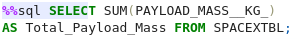 %%sql SELECT SUM(PAYLOAD_MASS__KG_)
AS Total_Payload_Mass FROM SPACEXTBL;